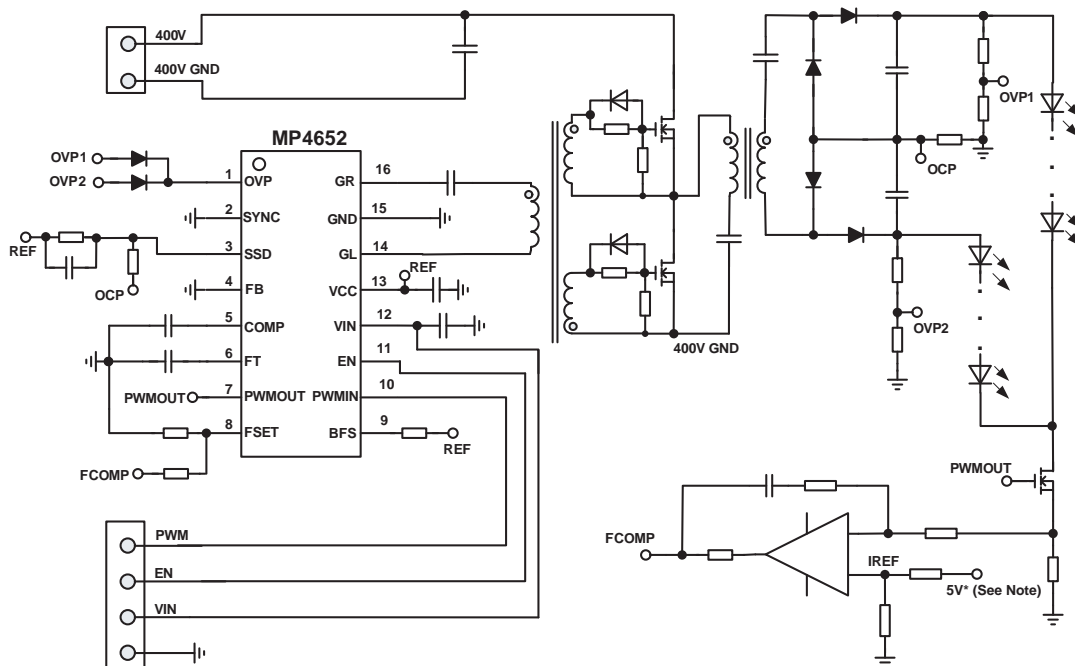 400V
400V GND
MP4652
OVP1
OVP2
REF
OCP
PWMOUT
FCOMP
1 OVP
2 SYNC
3 SSD
4 FB
5 COMP
6 FT
7 PWMOUT
8 FSET
16 GR
15 GND
14 GL
13 VCC
12 VIN
11 EN
10 PWMIN
9 BFS
REF
REF
400V GND
OVP1
OCP
OVP2
PWMOUT
FCOMP
IREF
5V* (See Note)
PWM
EN
VIN